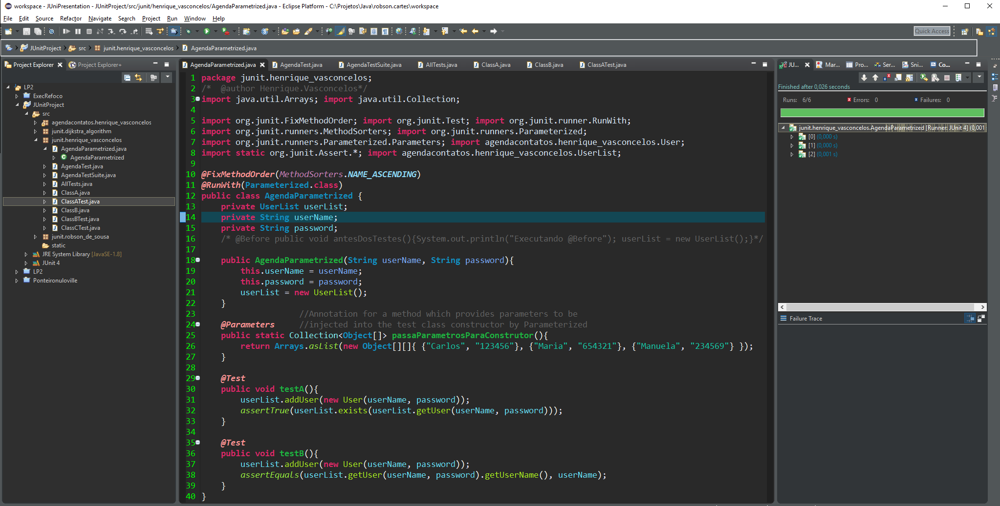 workspace - JUniPresentation - JUnitProject/src/junit/henrique_vasconcelos/AgendaParametrized.java - Eclipse Platform - C:\Projetos\Java\robson.cartes\workspace
File Edit Source Refactor Navigate Search Project Run Window Help
Quick Access
JUnitProject src junit.henrique_vasconcelos AgendaParametrized.java
Project Explorer Project Explorer+
LP2
ExecRefoco
JUnitProject
src
agendacontatos.henrique_vasconcelos
junit.dijkstra_algorithm
junit.henrique_vasconcelos
AgendaParametrized.java
AgendaParametrized
AgendaTest.java
AgendaTestSuite.java
AllTests.java
ClassA.java
ClassATest.java
ClassB.java
ClassBTest.java
ClassCTest.java
junit.robson_de_sousa
static
JRE System Library [JavaSE-1.8]
JUnit 4
LP2
Ponteironuloville
AgendaParametrized.java AgendaTest.java AgendaTestSuite.java AllTests.java ClassA.java ClassB.java ClassATest.java
1 package junit.henrique_vasconcelos;
2 /*  @author Henrique.Vasconcelos*/
3 import java.util.Arrays; import java.util.Collection;
4
5 import org.junit.FixMethodOrder; import org.junit.Test; import org.junit.runner.RunWith;
6 import org.junit.runners.MethodSorters; import org.junit.runners.Parameterized;
7 import org.junit.runners.Parameterized.Parameters; import agendacontatos.henrique_vasconcelos.User;
8 import static org.junit.Assert.*; import agendacontatos.henrique_vasconcelos.UserList;
9
10 @FixMethodOrder(MethodSorters.NAME_ASCENDING)
11 @RunWith(Parameterized.class)
12 public class AgendaParametrized {
13     private UserList userList;
14     private String userName;
15     private String password;
16     /* @Before public void antesDosTestes(){System.out.println("Executando @Before"); userList = new UserList();}*/
17
18     public AgendaParametrized(String userName, String password){
19         this.userName = userName;
20         this.password = password;
21         userList = new UserList();
22     }
23                     //Annotation for a method which provides parameters to be
24     @Parameters     //injected into the test class constructor by Parameterized
25     public static Collection<Object[]> passaParametrosParaConstrutor(){
26         return Arrays.asList(new Object[][]{ {"Carlos", "123456"}, {"Maria", "654321"}, {"Manuela", "234569"} });
27     }
28
29     @Test
30     public void testA(){
31         userList.addUser(new User(userName, password));
32         assertTrue(userList.exists(userList.getUser(userName, password)));
33     }
34
35     @Test
36     public void testB(){
37         userList.addUser(new User(userName, password));
38         assertEquals(userList.getUser(userName, password).getUserName(), userName);
39     }
40 }
JU... Mar... Pro... Ser... Sni... Co...
Finished after 0,026 seconds
Runs: 6/6 Errors: 0 Failures: 0
junit.henrique_vasconcelos.AgendaParametrized [Runner: JUnit 4] (0,001
[0] (0,000 s)
[1] (0,000 s)
[2] (0,001 s)
Failure Trace